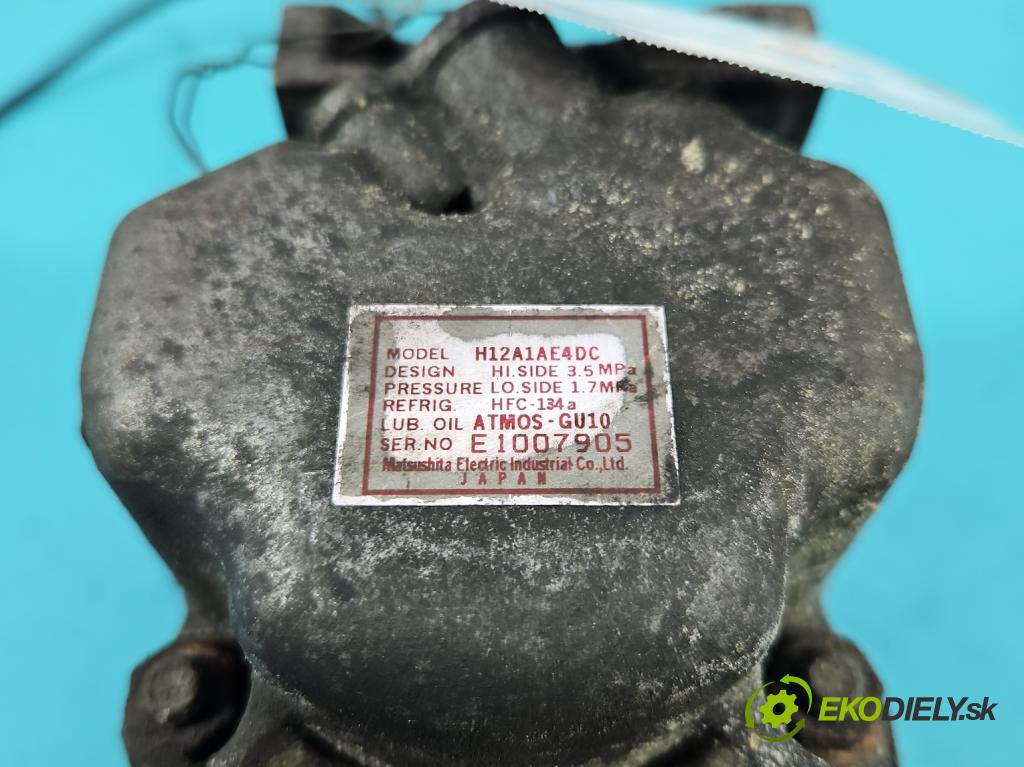 MODEL H12A1AE4DC
DESIGN HI.SIDE 3.5 MPa
PRESSURE LO.SIDE 1.7 MPa
REFRIG. HFC-134a
LUB. OIL ATMOS-GU10
SER.NO E1007905
Matsushita Electric Industrial Co.,Ltd.
JAPAN
EKODIELY.sk